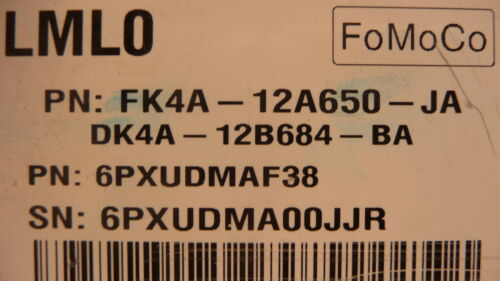 LML0
FoMoCo
PN: FK4A-12A650-JA
DK4A-12B684-BA
PN: 6PXUDMAF38
SN: 6PXUDMA00JJR